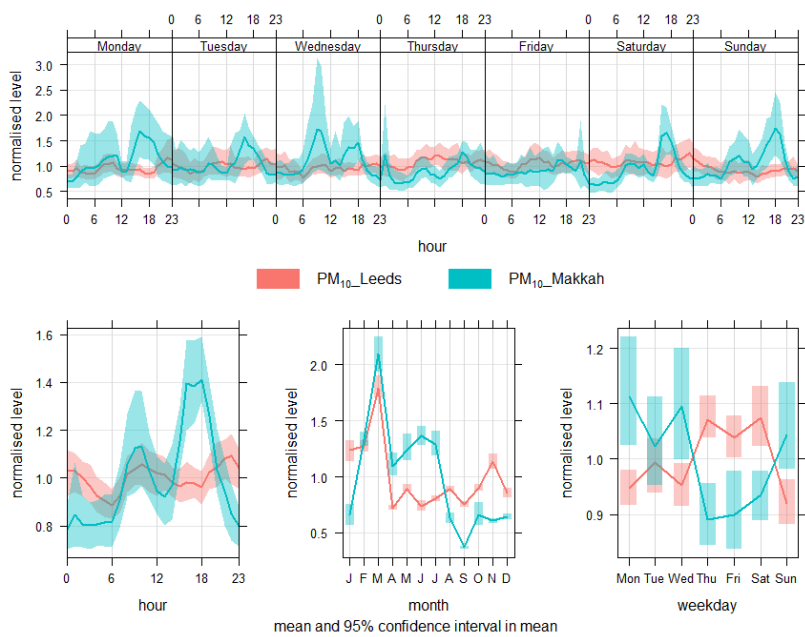 0 6 12 18 23 0 6 12 18 23 0 6 12 18 23
Monday Tuesday Wednesday Thursday Friday Saturday Sunday
normalised level
3.0
2.5
2.0
1.5
1.0
0.5
0 6 12 18 23 0 6 12 18 23 0 6 12 18 23 0 6 12 18 23
hour
PM₁₀_Leeds PM₁₀_Makkah
normalised level
1.6
1.4
1.2
1.0
0.8
0 6 12 18 23
hour
normalised level
2.0
1.5
1.0
0.5
J F M A M J J A S O N D
month
normalised level
1.2
1.1
1.0
0.9
Mon Tue Wed Thu Fri Sat Sun
weekday
mean and 95% confidence interval in mean